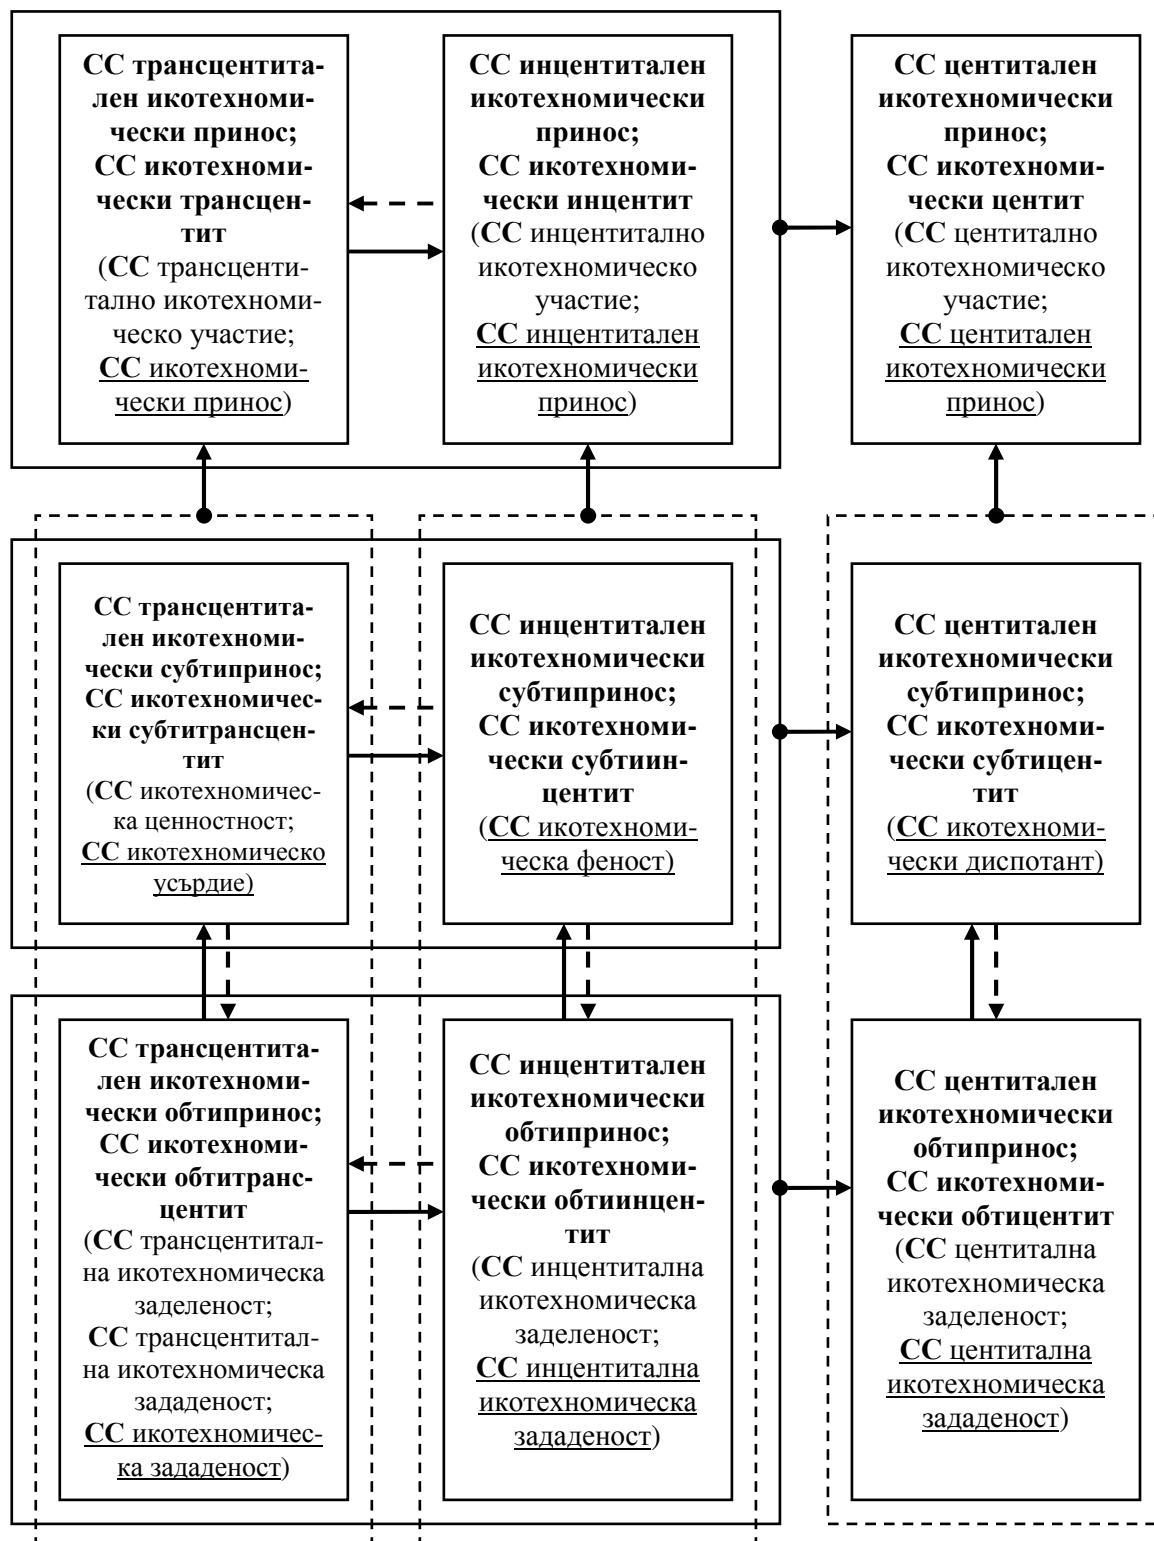 СС трансцентита-
лен икотехноми-
чески принос;
СС икотехноми-
чески трансцен-
тит
(СС трансценти-
тално икотехноми-
ческо участие;
СС икотехноми-
чески принос)
СС инцентитален
икотехномически
принос;
СС икотехноми-
чески инцентит
(СС инцентитално
икотехномическо
участие;
СС инцентитален
икотехномически
принос)
СС центитален
икотехномически
принос;
СС икотехноми-
чески центит
(СС центитално
икотехномическо
участие;
СС центитален
икотехномически
принос)
СС трансцентита-
лен икотехноми-
чески субтипринос;
СС икотехномичес-
ки субтитрансцен-
тит
(СС икотехномичес-
ка ценностност;
СС икотехномическо
усърдие)
СС инцентитален
икотехномически
субтипринос;
СС икотехноми-
чески субтиин-
центит
(СС икотехноми-
ческа феност)
СС центитален
икотехномически
субтипринос;
СС икотехноми-
чески субтицен-
тит
(СС икотехноми-
чески диспотант)
СС трансцентита-
лен икотехноми-
чески обтипринос;
СС икотехноми-
чески обтитранс-
центит
(СС трансцентитал-
на икотехномическа
заделеност;
СС трансцентитал-
на икотехномическа
зададеност;
СС икотехномичес-
ка зададеност)
СС инцентитален
икотехномически
обтипринос;
СС икотехноми-
чески обтиинцен-
тит
(СС инцентитална
икотехномическа
заделеност;
СС инцентитална
икотехномическа
зададеност)
СС центитален
икотехномически
обтипринос;
СС икотехноми-
чески обтицентит
(СС центитална
икотехномическа
заделеност;
СС центитална
икотехномическа
зададеност)